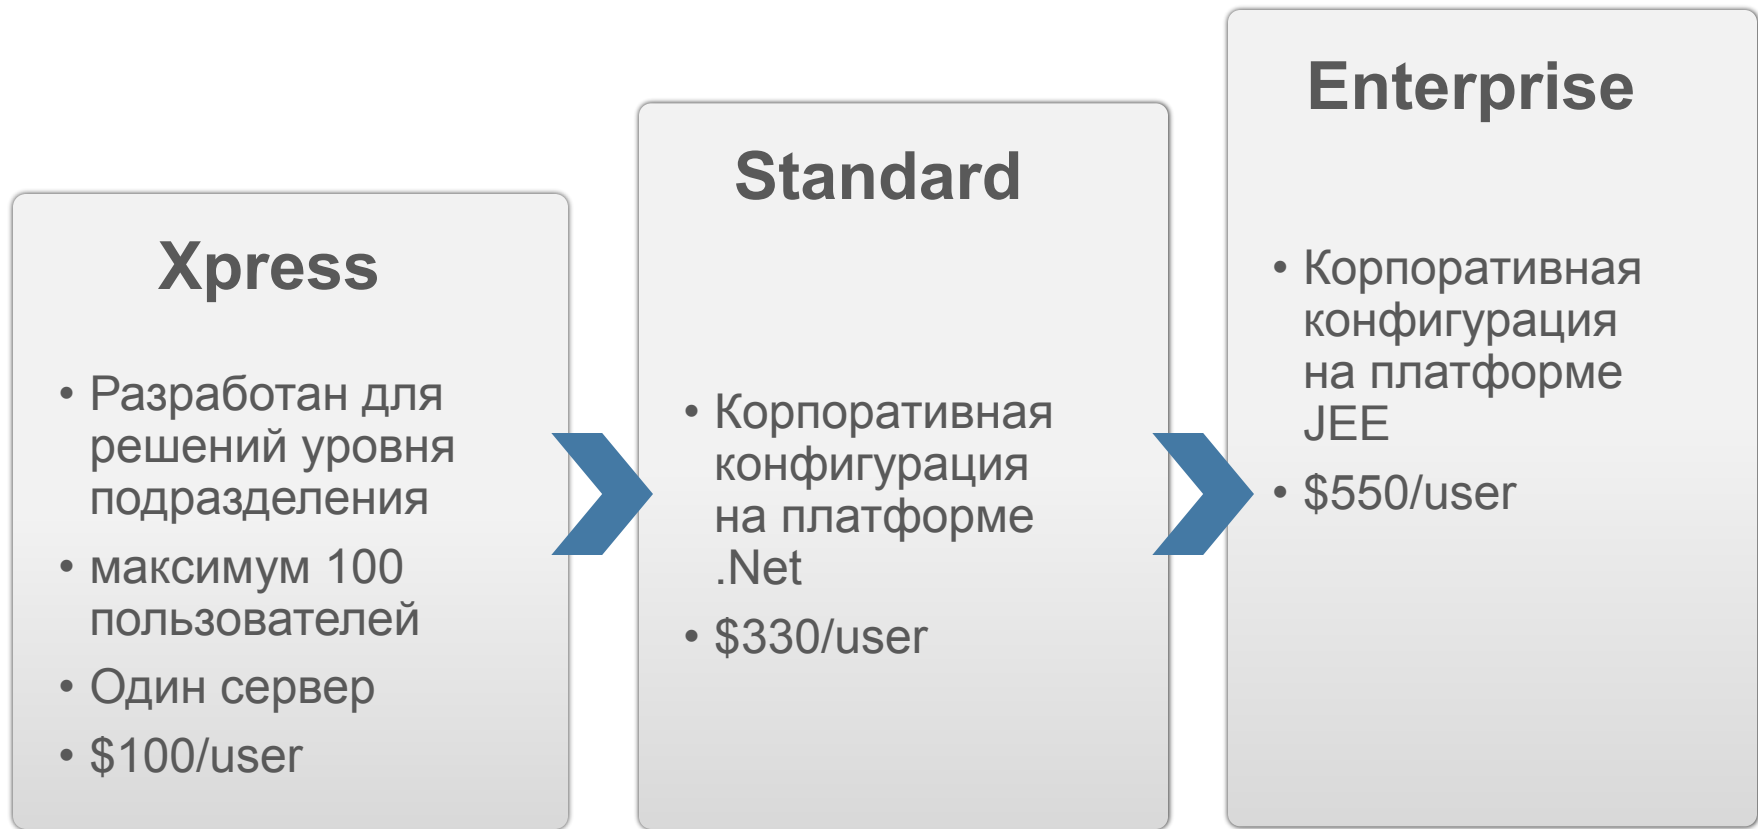 Xpress
• Разработан для
решений уровня
подразделения
• максимум 100
пользователей
• Один сервер
• $100/user
Standard
• Корпоративная
конфигурация
на платформе
.Net
• $330/user
Enterprise
• Корпоративная
конфигурация
на платформе
JEE
• $550/user